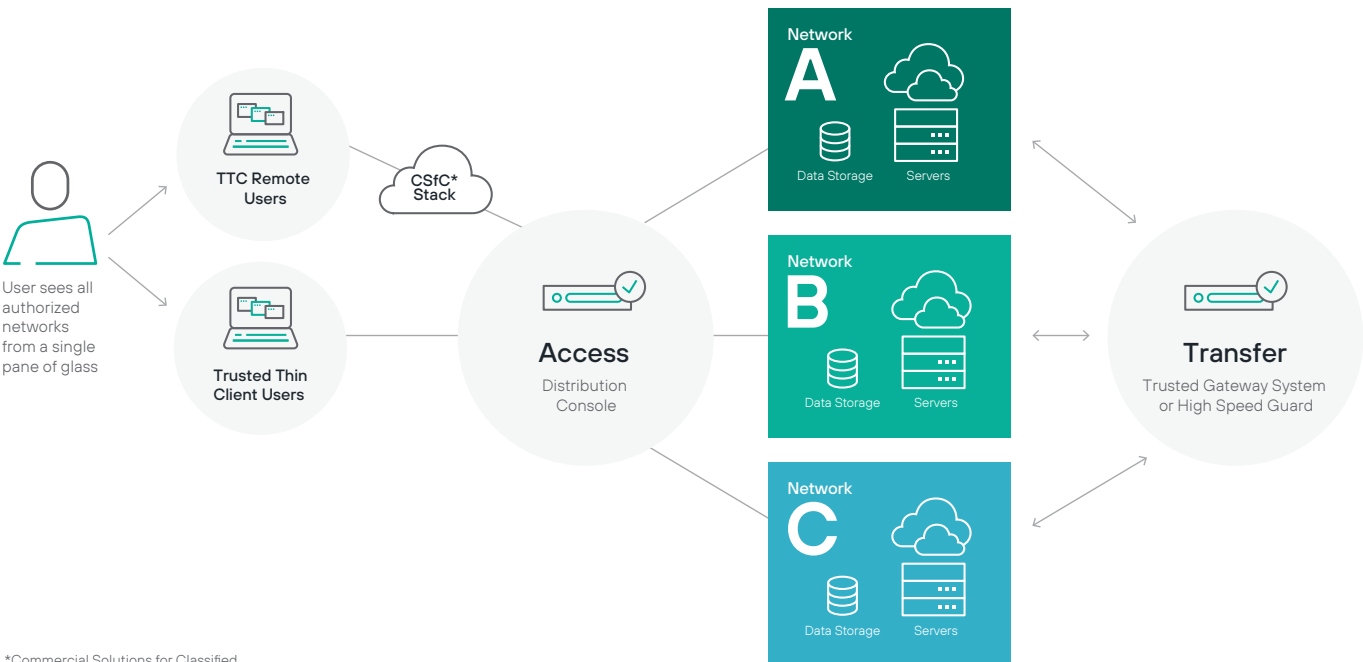 User sees all
authorized
networks
from a single
pane of glass
TTC Remote
Users
Trusted Thin
Client Users
CSfC*
Stack
Access
Distribution
Console
Network
A
Data Storage
Servers
Network
B
Data Storage
Servers
Network
C
Data Storage
Servers
Transfer
Trusted Gateway System
or High Speed Guard
*Commercial Solutions for Classified